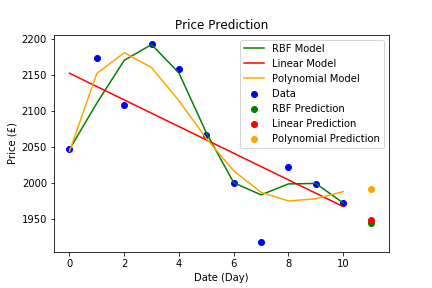 Price Prediction
2200
2150
2100
2050
2000
1950
Price (£)
RBF Model
Linear Model
Polynomial Model
Data
RBF Prediction
Linear Prediction
Polynomial Prediction
0
2
4
6
8
10
Date (Day)